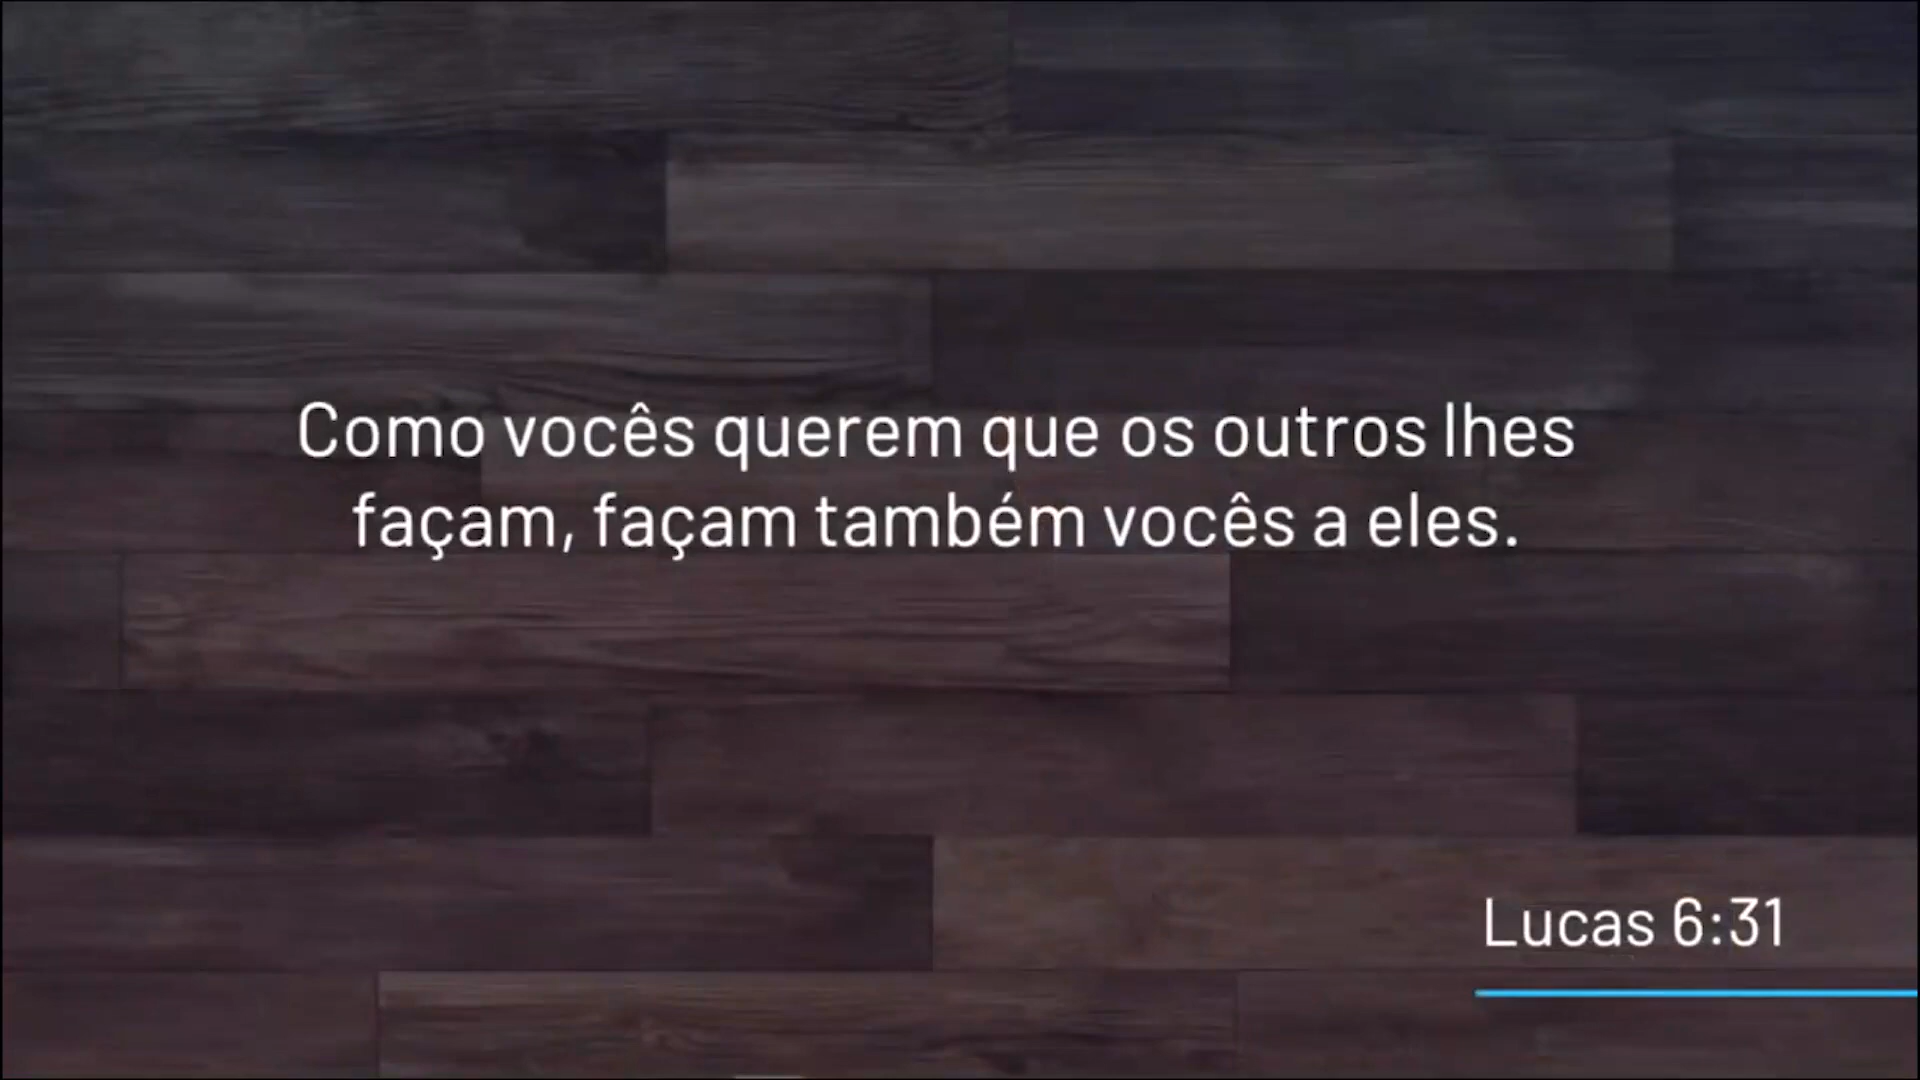 Como vocês querem que os outros lhes
façam, façam também vocês a eles.
Lucas 6:31